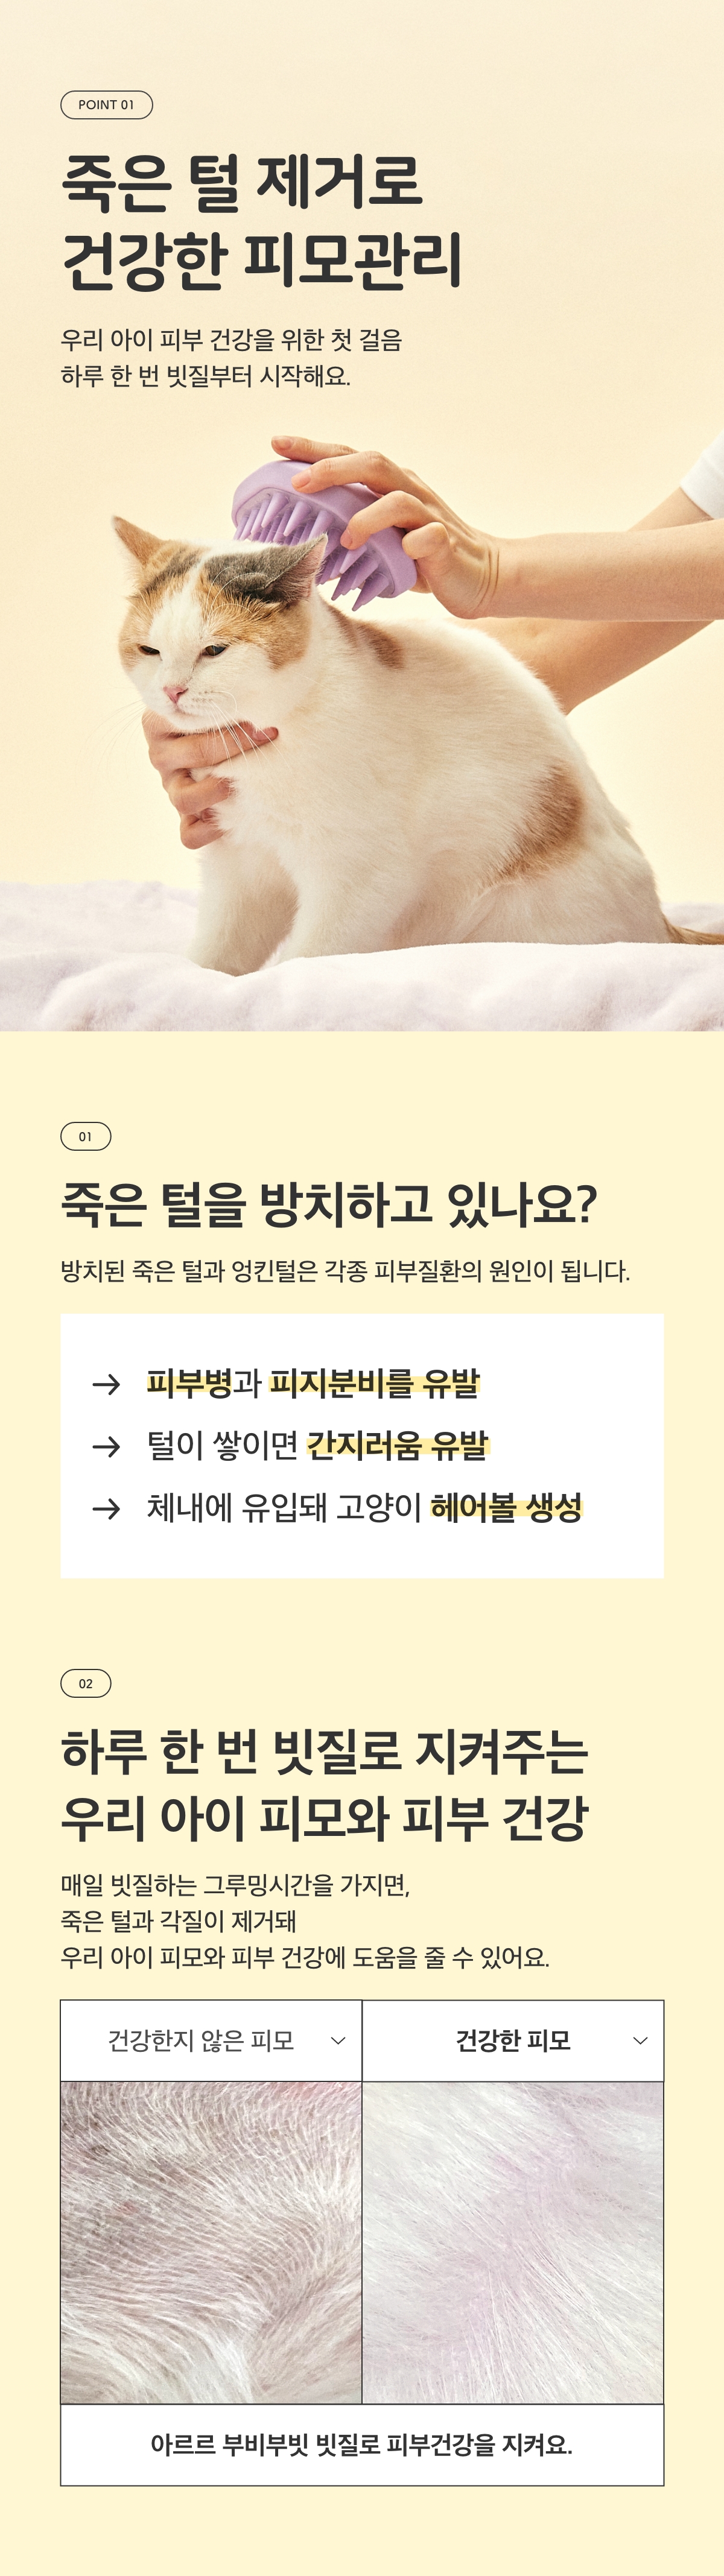 POINT 01
죽은 털 제거로
건강한 피모관리
우리 아이 피부 건강을 위한 첫 걸음
하루 한 번 빗질부터 시작해요.
01
죽은 털을 방치하고 있나요?
방치된 죽은 털과 엉킨털은 각종 피부질환의 원인이 됩니다.
→ 피부병과 피지분비를 유발
→ 털이 쌓이면 간지러움 유발
→ 체내에 유입돼 고양이 헤어볼 생성
02
하루 한 번 빗질로 지켜주는
우리 아이 피모와 피부 건강
매일 빗질하는 그루밍시간을 가지면,
죽은 털과 각질이 제거돼
우리 아이 피모와 피부 건강에 도움을 줄 수 있어요.
건강한지 않은 피모
건강한 피모
아르르 부비부빗 빗질로 피부건강을 지켜요.